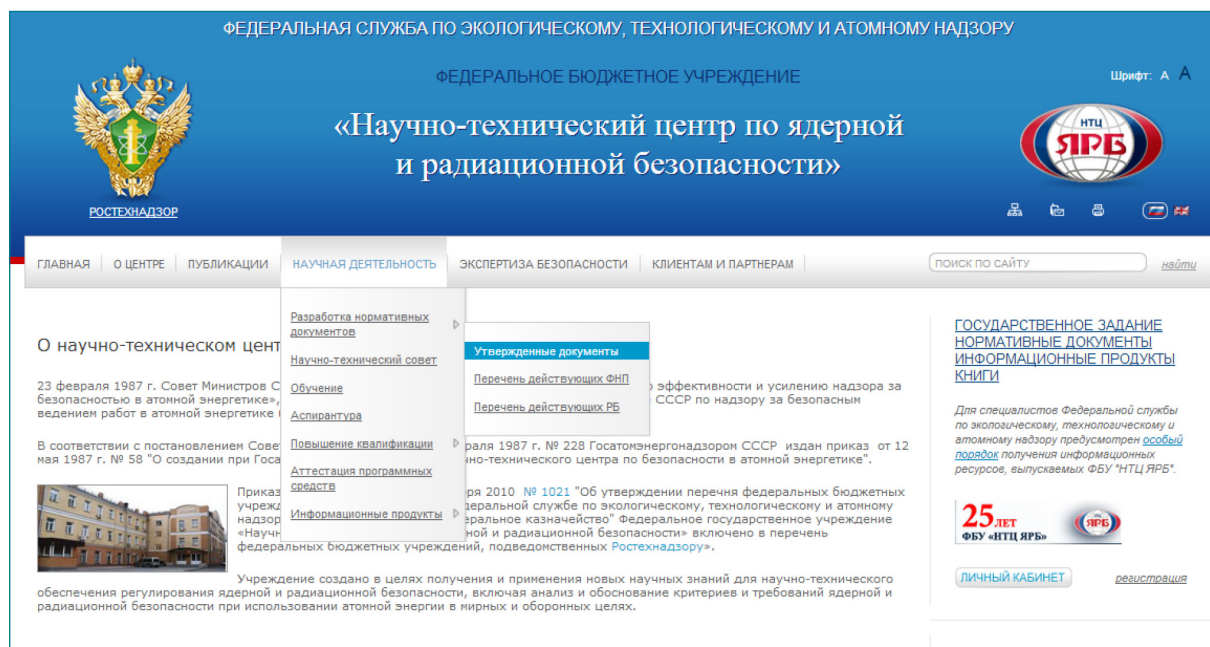 ФЕДЕРАЛЬНАЯ СЛУЖБА ПО ЭКОЛОГИЧЕСКОМУ, ТЕХНОЛОГИЧЕСКОМУ И АТОМНОМУ НАДЗОРУ
ФЕДЕРАЛЬНОЕ БЮДЖЕТНОЕ УЧРЕЖДЕНИЕ
Шрифт: А А
«Научно-технический центр по ядерной
и радиационной безопасности»
НТЦ
ЯРБ
РОСТЕХНАДЗОР
ГЛАВНАЯ О ЦЕНТРЕ ПУБЛИКАЦИИ НАУЧНАЯ ДЕЯТЕЛЬНОСТЬ ЭКСПЕРТИЗА БЕЗОПАСНОСТИ КЛИЕНТАМ И ПАРТНЕРАМ ПОИСК ПО САЙТУ найти
Разработка нормативных
документов
Научно-технический совет
Обучение
Аспирантура
Повышение квалификации
Аттестация программных
средств
Информационные продукты
Утвержденные документы
Перечень действующих ФНП
Перечень действующих РБ
О научно-техническом цент
23 февраля 1987 г. Совет Министров С эффективности и усилению надзора за
безопасностью в атомной энергетике», СССР по надзору за безопасным
ведением работ в атомной энергетике
В соответствии с постановлением Сове раля 1987 г. № 228 Госатомэнергонадзором СССР издан приказ от 12
мая 1987 г. № 58 "О создании при Госа чно-технического центра по безопасности в атомной энергетике".
Приказ ря 2010 № 1021 "Об утверждении перечня федеральных бюджетных
учрежд деральной службе по экологическому, технологическому и атомному
надзор еральное казначейство" Федеральное государственное учреждение
«Научн ной и радиационной безопасности» включено в перечень
федеральных бюджетных учреждений, подведомственных Ростехнадзору».
Учреждение создано в целях получения и применения новых научных знаний для научно-технического
обеспечения регулирования ядерной и радиационной безопасности, включая анализ и обоснование критериев и требований ядерной и
радиационной безопасности при использовании атомной энергии в мирных и оборонных целях.
ГОСУДАРСТВЕННОЕ ЗАДАНИЕ
НОРМАТИВНЫЕ ДОКУМЕНТЫ
ИНФОРМАЦИОННЫЕ ПРОДУКТЫ
КНИГИ
Для специалистов Федеральной службы
по экологическому, технологическому и
атомному надзору предусмотрен особый
порядок получения информационных
ресурсов, выпускаемых ФБУ "НТЦ ЯРБ".
25 ЛЕТ
ФБУ «НТЦ ЯРБ»
ЯРБ
ЛИЧНЫЙ КАБИНЕТ регистрация